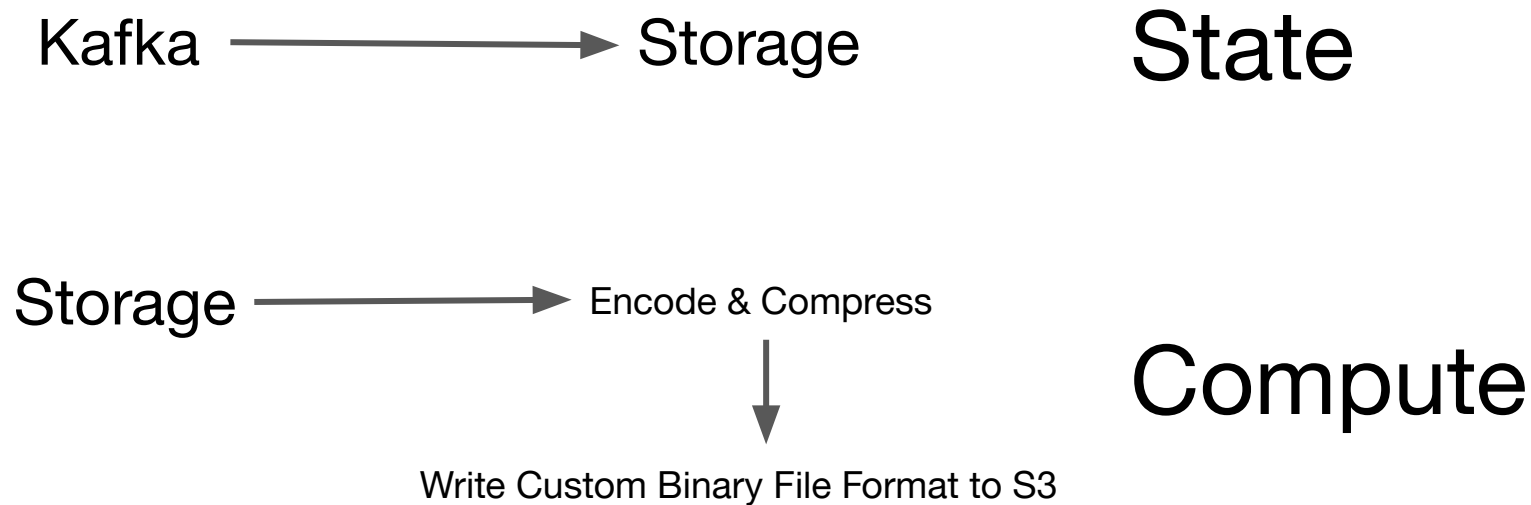 Kafka
Storage
State
Storage
Encode & Compress
Compute
Write Custom Binary File Format to S3